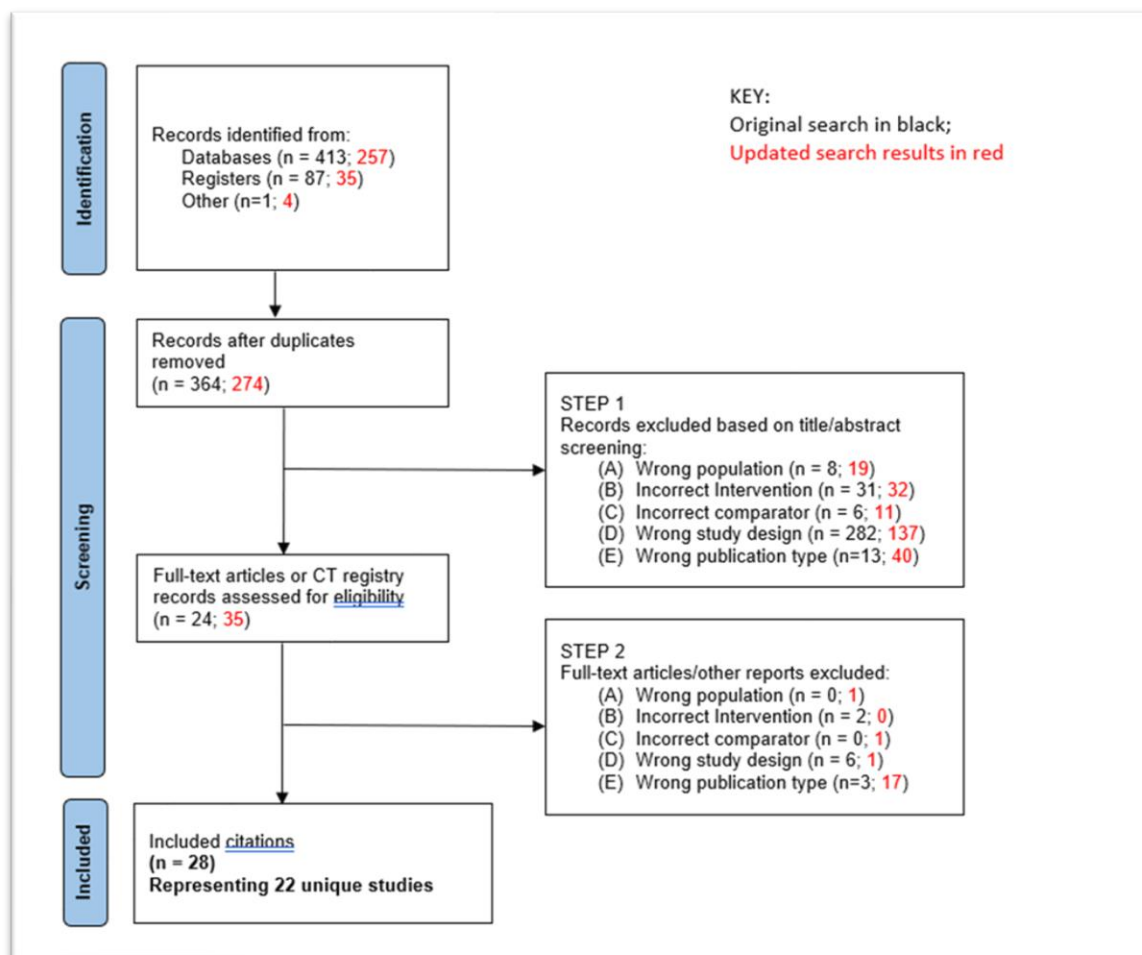 Identification
Records identified from:
Databases (n = 413; 257)
Registers (n = 87; 35)
Other (n=1; 4)
KEY:
Original search in black;
Updated search results in red
Screening
Records after duplicates
removed
(n = 364; 274)
STEP 1
Records excluded based on title/abstract
screening:
(A) Wrong population (n = 8; 19)
(B) Incorrect Intervention (n = 31; 32)
(C) Incorrect comparator (n = 6; 11)
(D) Wrong study design (n = 282; 137)
(E) Wrong publication type (n=13; 40)
Full-text articles or CT registry
records assessed for eligibility
(n = 24; 35)
STEP 2
Full-text articles/other reports excluded:
(A) Wrong population (n = 0; 1)
(B) Incorrect Intervention (n = 2; 0)
(C) Incorrect comparator (n = 0; 1)
(D) Wrong study design (n = 6; 1)
(E) Wrong publication type (n=3; 17)
Included
Included citations
(n = 28)
Representing 22 unique studies